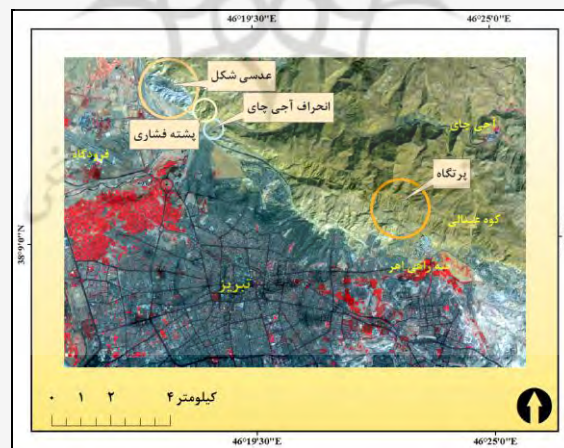 46°19'30"E 46°25'0"E
عدسی شکل
انحراف آجی چای
پشته فشاری
آجی چای
فرودگاه
پرتگاه
38°9'0"N
کوه عینالی
اهر
تبریز
۰ ۱ ۲ ۴ کیلومتر
46°19'30"E 46°25'0"E